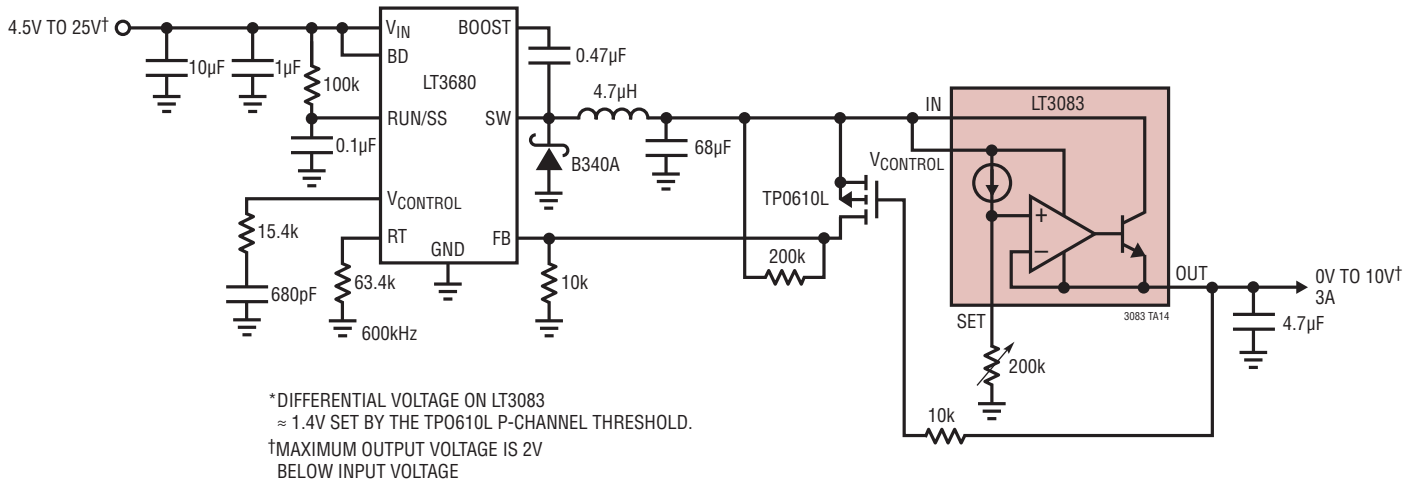 4.5V TO 25V†
10µF
1µF
100k
0.1µF
15.4k
680pF
63.4k
600kHz
VIN
BD
RUN/SS
VCONTROL
RT
GND
LT3680
BOOST
SW
FB
0.47µF
4.7µH
B340A
68µF
10k
200k
TP0610L
IN
VCONTROL
LT3083
+
–
OUT
SET
3083 TA14
200k
10k
0V TO 10V†
3A
4.7µF
*DIFFERENTIAL VOLTAGE ON LT3083
≈ 1.4V SET BY THE TP0610L P-CHANNEL THRESHOLD.
†MAXIMUM OUTPUT VOLTAGE IS 2V
BELOW INPUT VOLTAGE